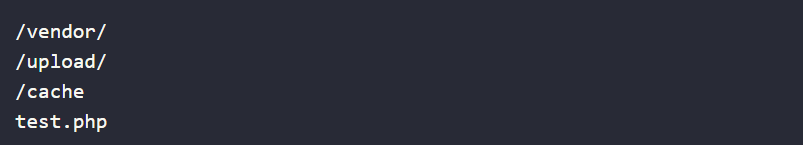 /vendor/
/upload/
/cache
test.php